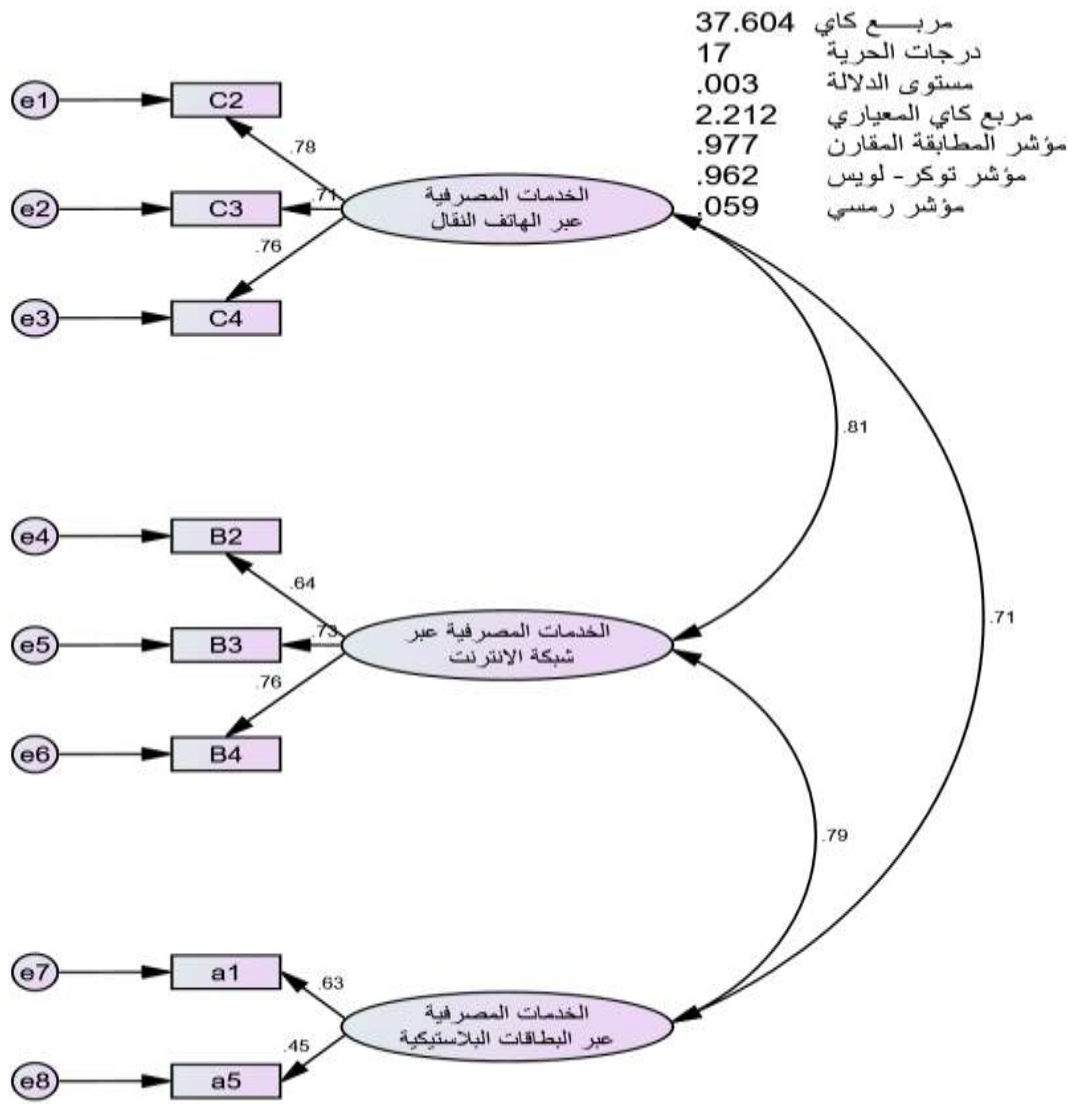 مربــــع كاي 37.604
درجات الحرية 17
مستوى الدلالة .003
مربع كاي المعياري 2.212
مؤشر المطابقة المقارن .977
مؤشر توكر- لويس .962
مؤشر رمسي .059
e1
C2
.78
e2
C3
.71
الخدمات المصرفية
عبر الهاتف النقال
.76
e3
C4
.81
e4
B2
.64
.71
e5
B3
.73
الخدمات المصرفية عبر
شبكة الانترنت
.76
e6
B4
.79
e7
a1
.63
الخدمات المصرفية
عبر البطاقات البلاستيكية
.45
e8
a5